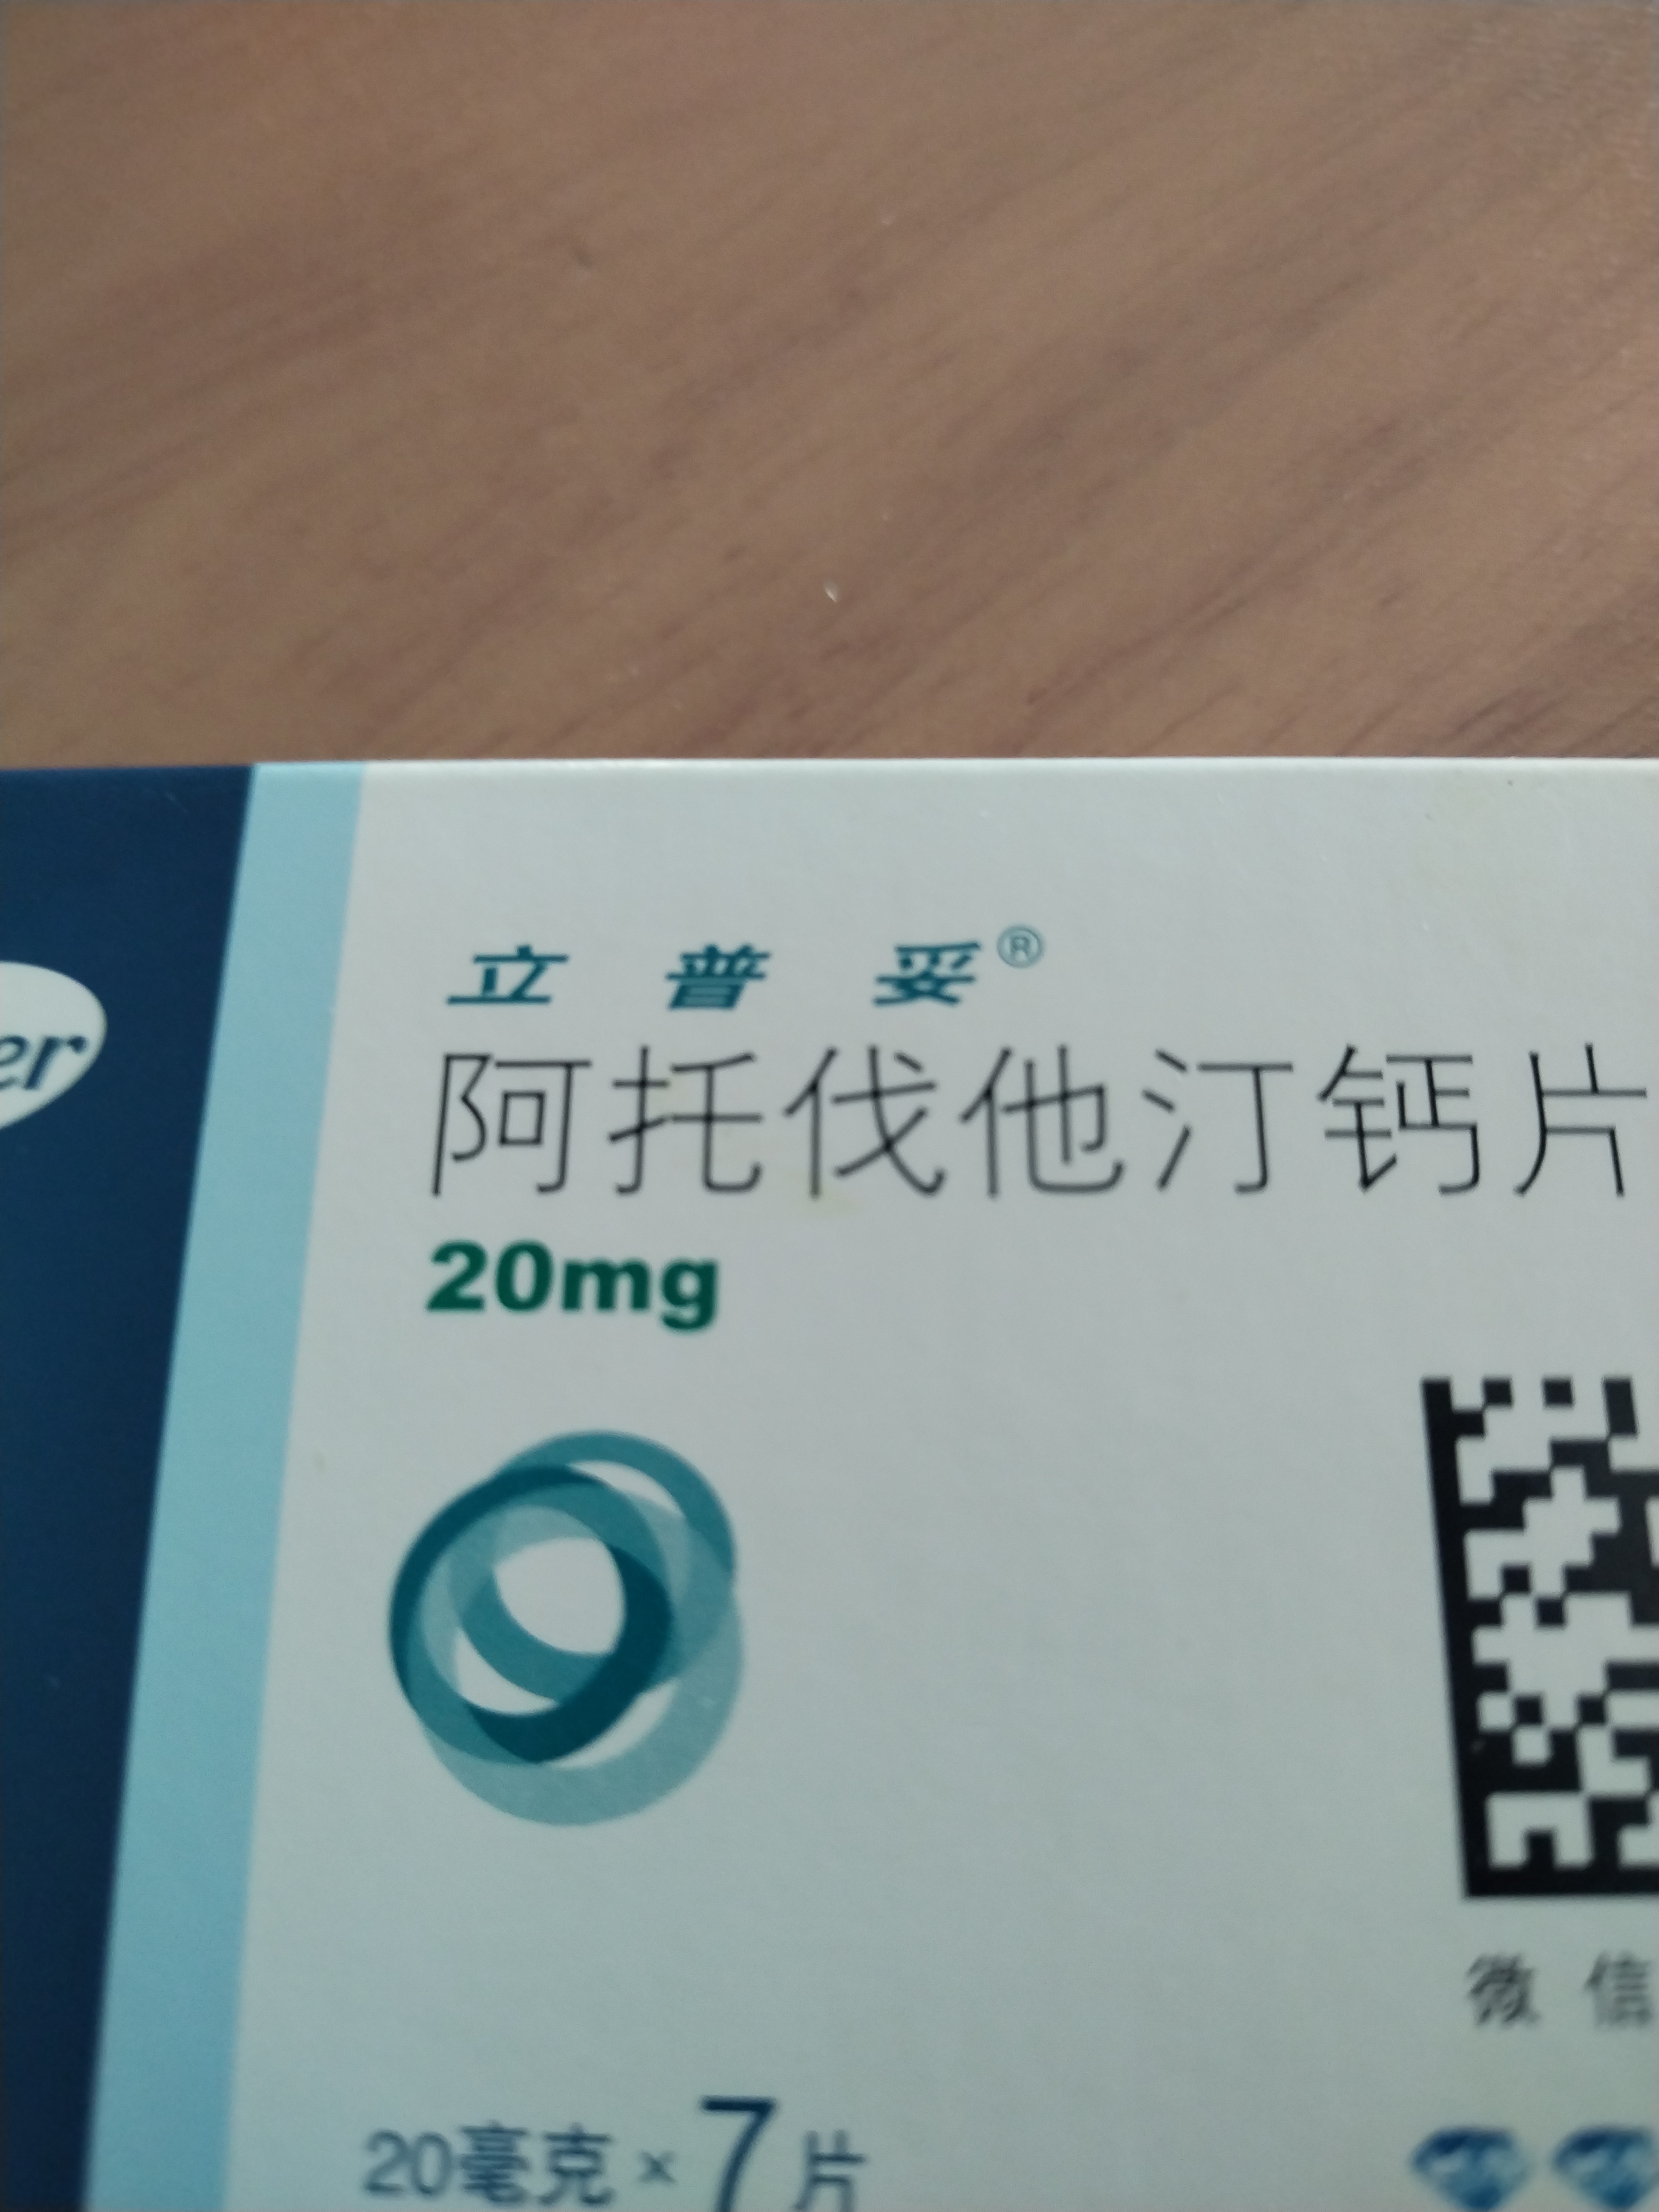 立普妥®
阿托伐他汀钙片
20mg
er
微信
20毫克×7片